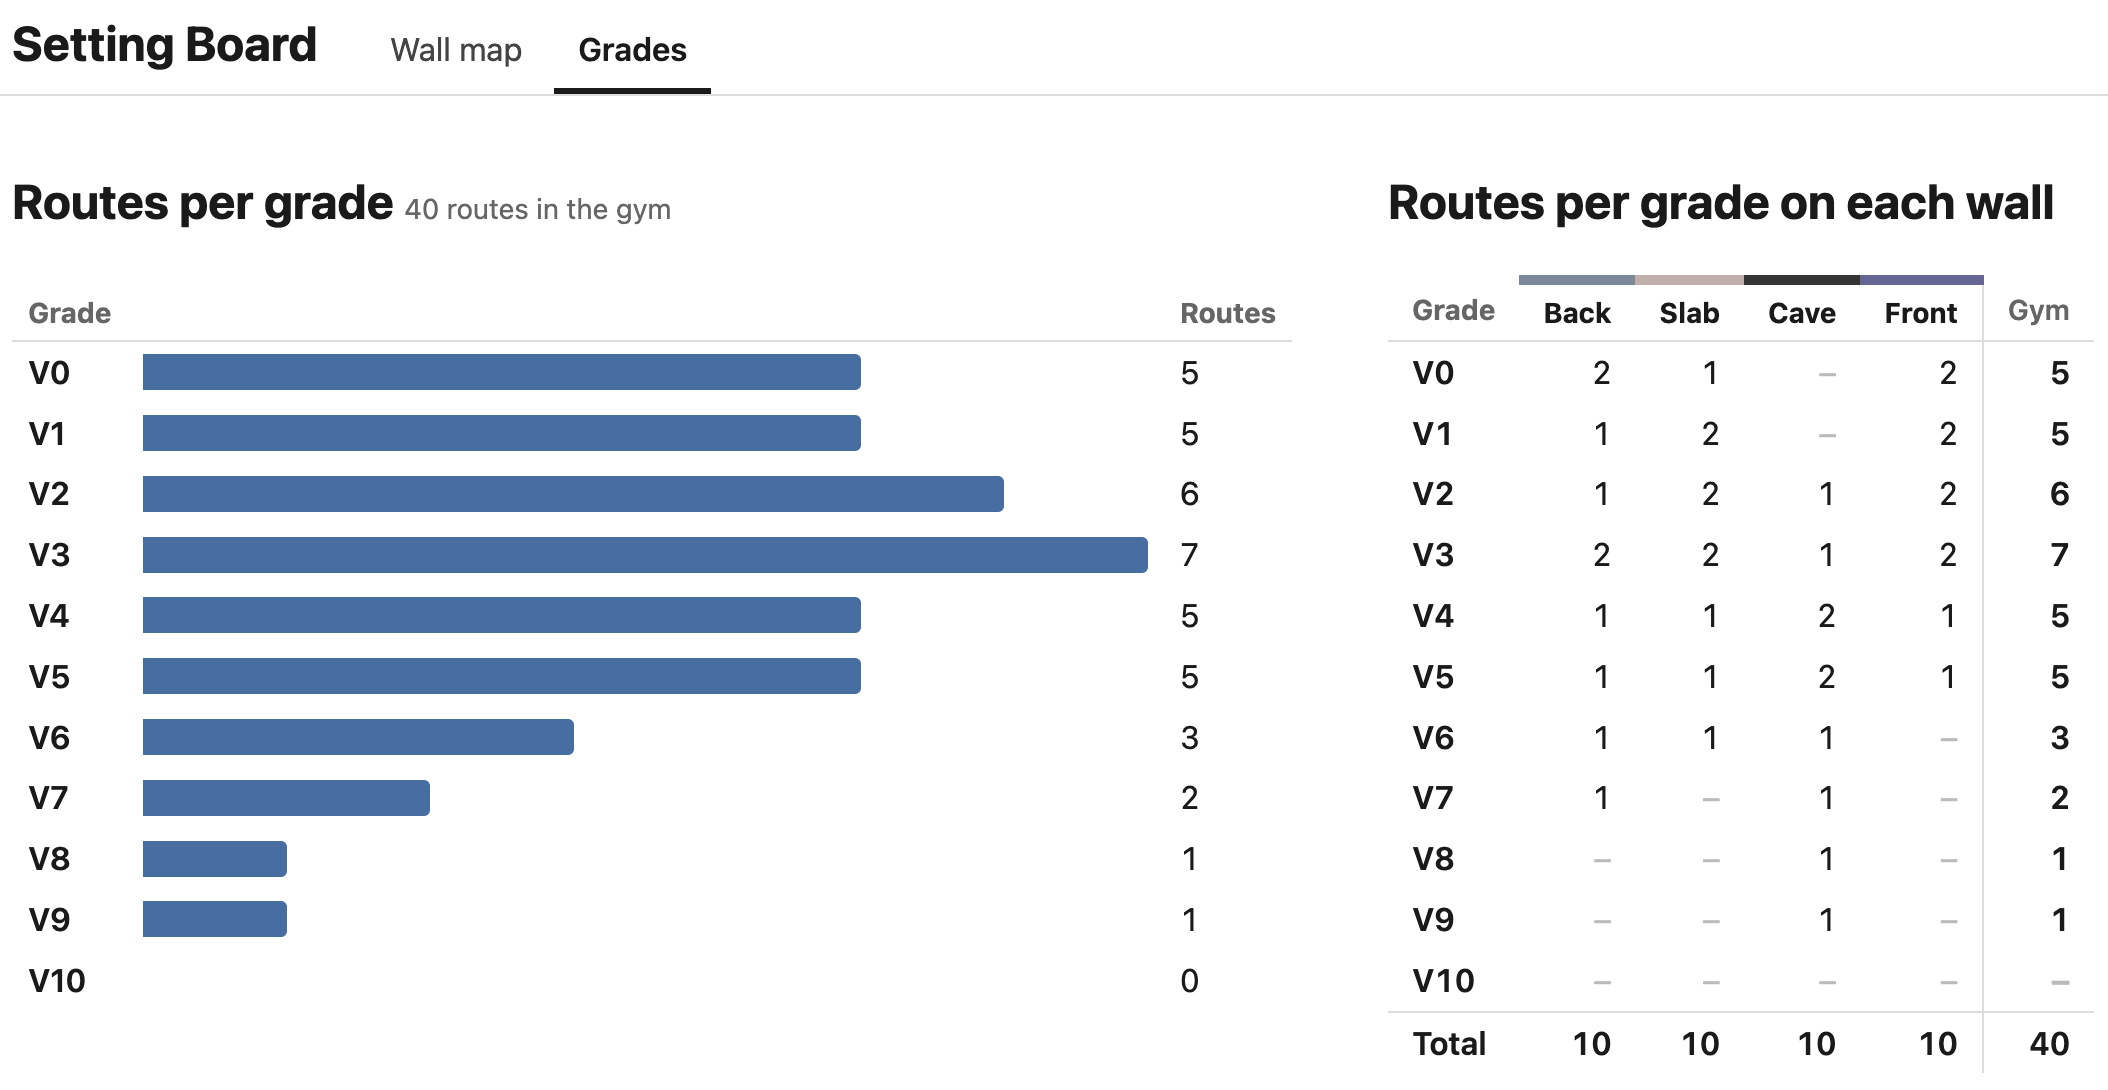 Setting Board Wall map Grades
Routes per grade 40 routes in the gym
Grade Routes
V0 5
V1 5
V2 6
V3 7
V4 5
V5 5
V6 3
V7 2
V8 1
V9 1
V10 0
Routes per grade on each wall
Grade Back Slab Cave Front Gym
V0 2 1 – 2 5
V1 1 2 – 2 5
V2 1 2 1 2 6
V3 2 2 1 2 7
V4 1 1 2 1 5
V5 1 1 2 1 5
V6 1 1 1 – 3
V7 1 – 1 – 2
V8 – – 1 – 1
V9 – – 1 – 1
V10 – – – – –
Total 10 10 10 10 40